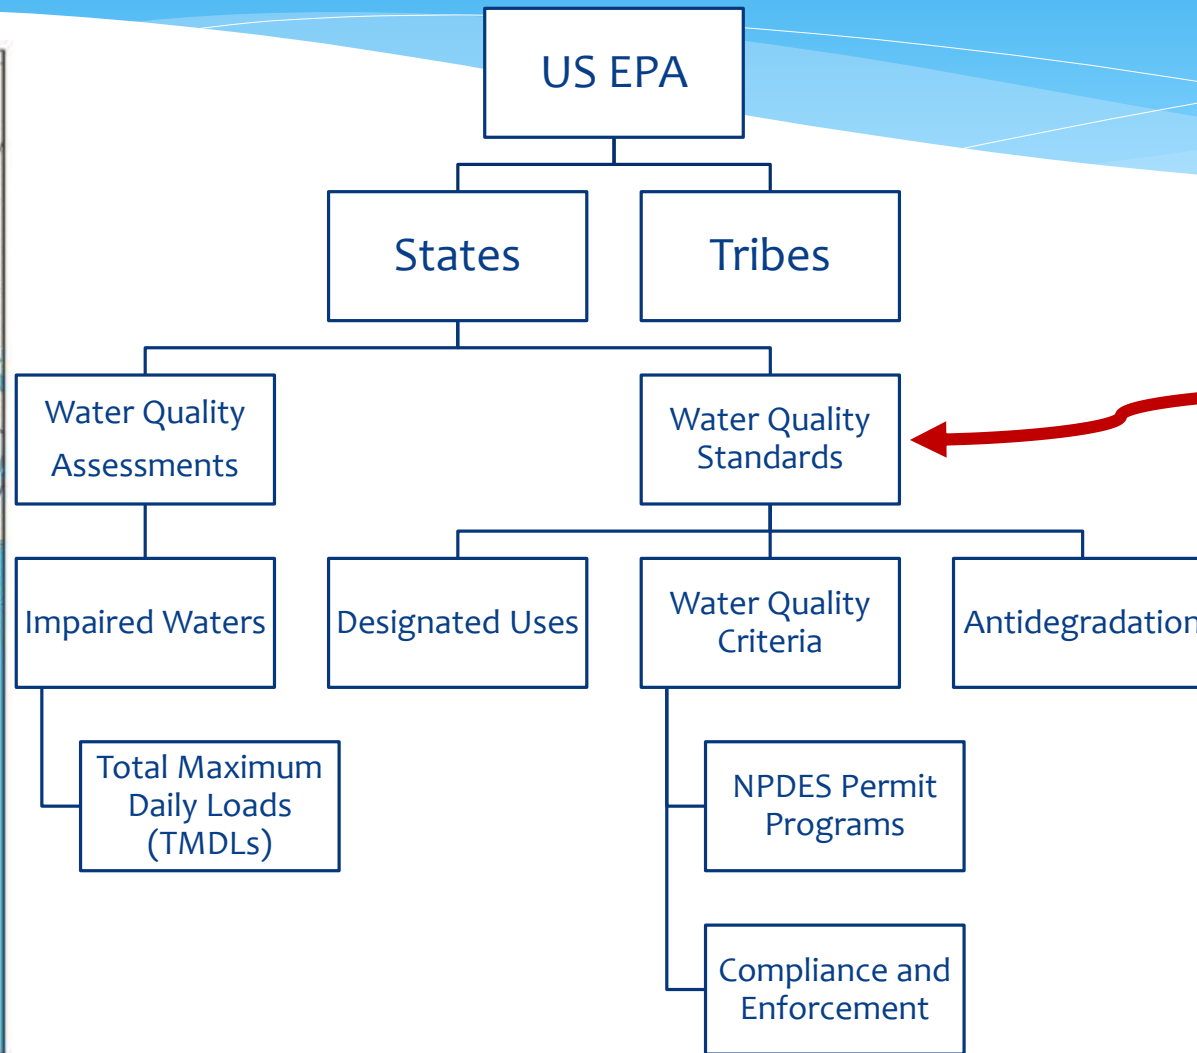 US EPA
States
Tribes
Water Quality
Assessments
Water Quality
Standards
Impaired Waters
Designated Uses
Water Quality
Criteria
Antidegradation
Total Maximum
Daily Loads
(TMDLs)
NPDES Permit
Programs
Compliance and
Enforcement